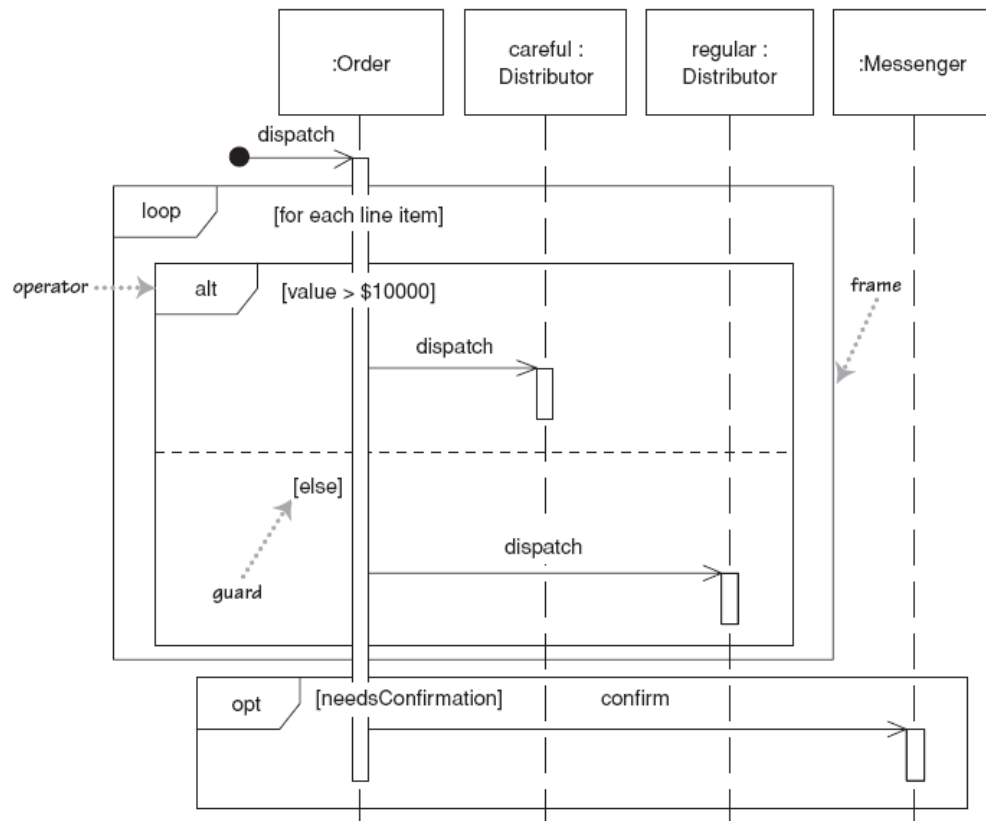 :Order
careful :
Distributor
regular :
Distributor
:Messenger
dispatch
loop
[for each line item]
operator
alt
[value > $10000]
frame
dispatch
[else]
dispatch
guard
opt
[needsConfirmation]
confirm